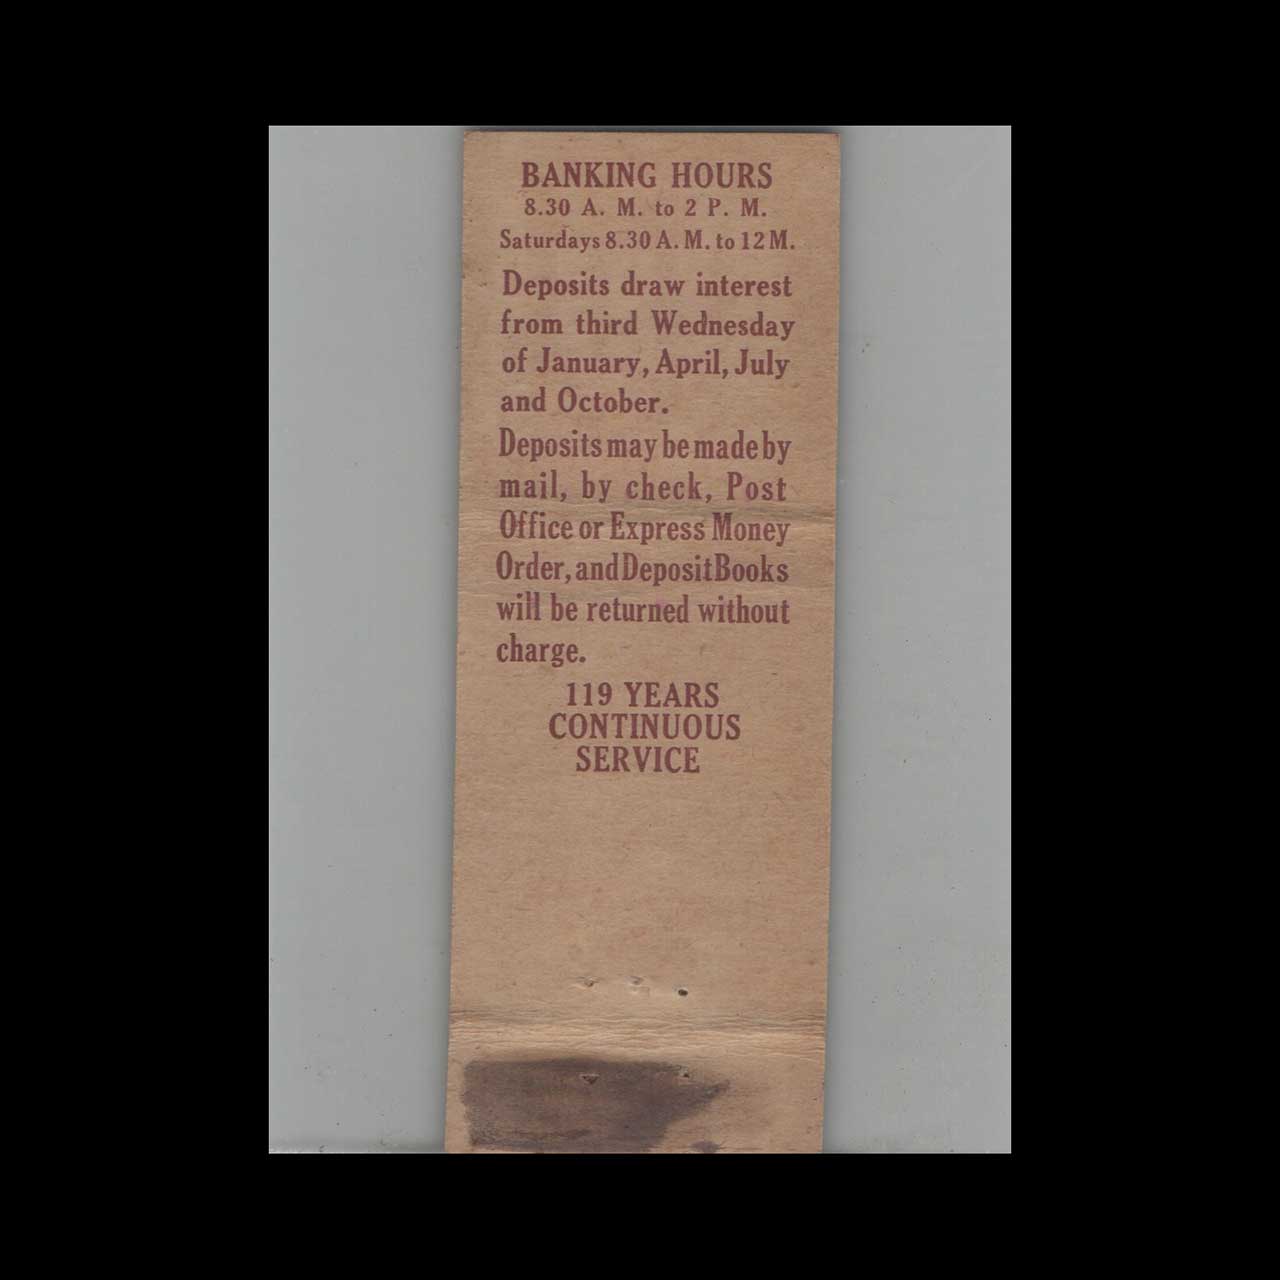 BANKING HOURS
8.30 A. M. to 2 P. M.
Saturdays 8.30 A. M. to 12 M.
Deposits draw interest
from third Wednesday
of January, April, July
and October.
Deposits may be made by
mail, by check, Post
Office or Express Money
Order, and Deposit Books
will be returned without
charge.
119 YEARS
CONTINUOUS
SERVICE